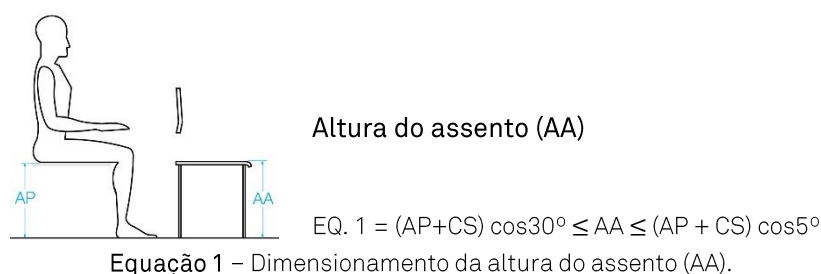 Altura do assento (AA)
AP
AA
EQ. 1 = (AP+CS) cos30º ≤ AA ≤ (AP + CS) cos5º
Equação 1 – Dimensionamento da altura do assento (AA).